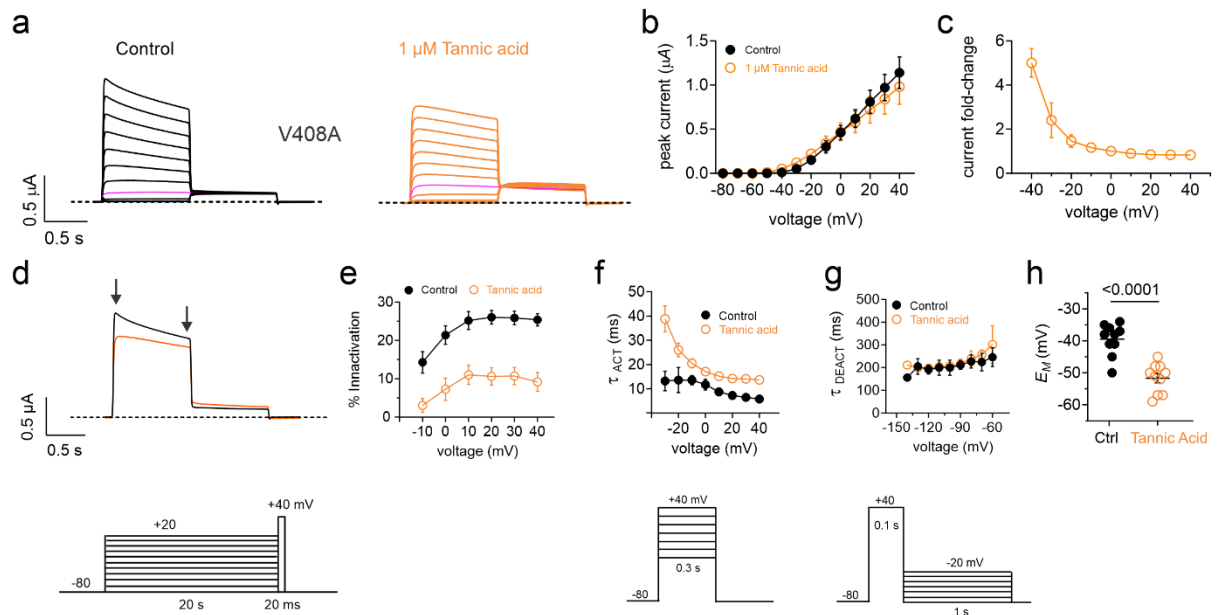 a
Control
1 µM Tannic acid
V408A
0.5 µA
0.5 s
b
peak current (µA)
1.5
1.0
0.5
0.0
Control
1 µM Tannic acid
-80 -60 -40 -20 0 20 40
voltage (mV)
c
current fold-change
6
4
2
0
-40 -20 0 20 40
voltage (mV)
d
0.5 µA
0.5 s
e
Control Tannic acid
% Innactivation
30
20
10
0
-10 0 10 20 30 40
voltage (mV)
f
τ ACT (ms)
50
40
30
20
10
Control
Tannic acid
-40 -20 0 20 40
voltage (mV)
g
τ DEACT (ms)
500
400
300
200
100
0
Control
Tannic acid
-150 -120 -90 -60
voltage (mV)
h
<0.0001
EM (mV)
-30
-40
-50
-60
Ctrl Tannic Acid
+40 mV
+20
-80
20 s
20 ms
+40 mV
0.3 s
-80
+40
0.1 s
-20 mV
-80
1 s